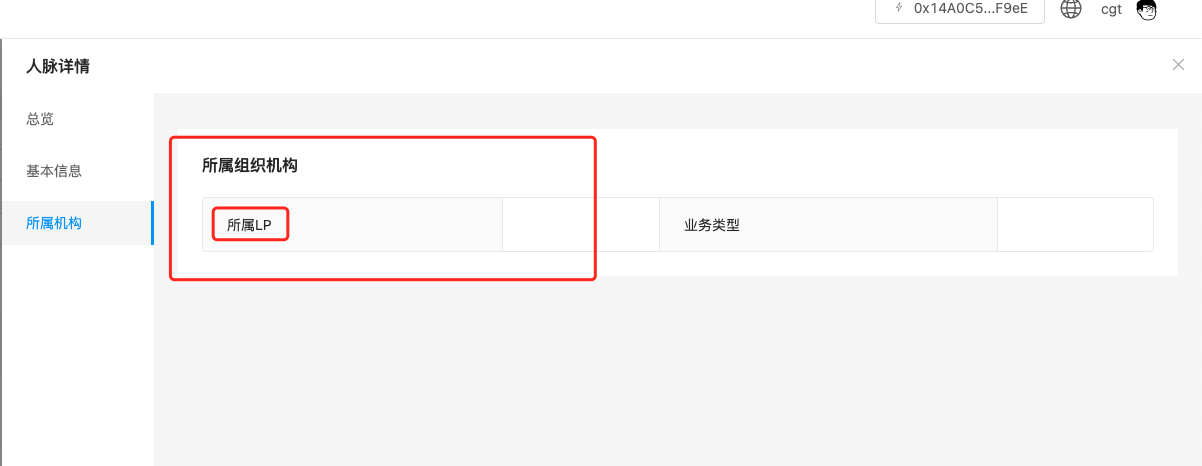 0x14A0C5...F9eE cgt
人脉详情
总览
基本信息
所属机构
所属组织机构
所属LP 业务类型